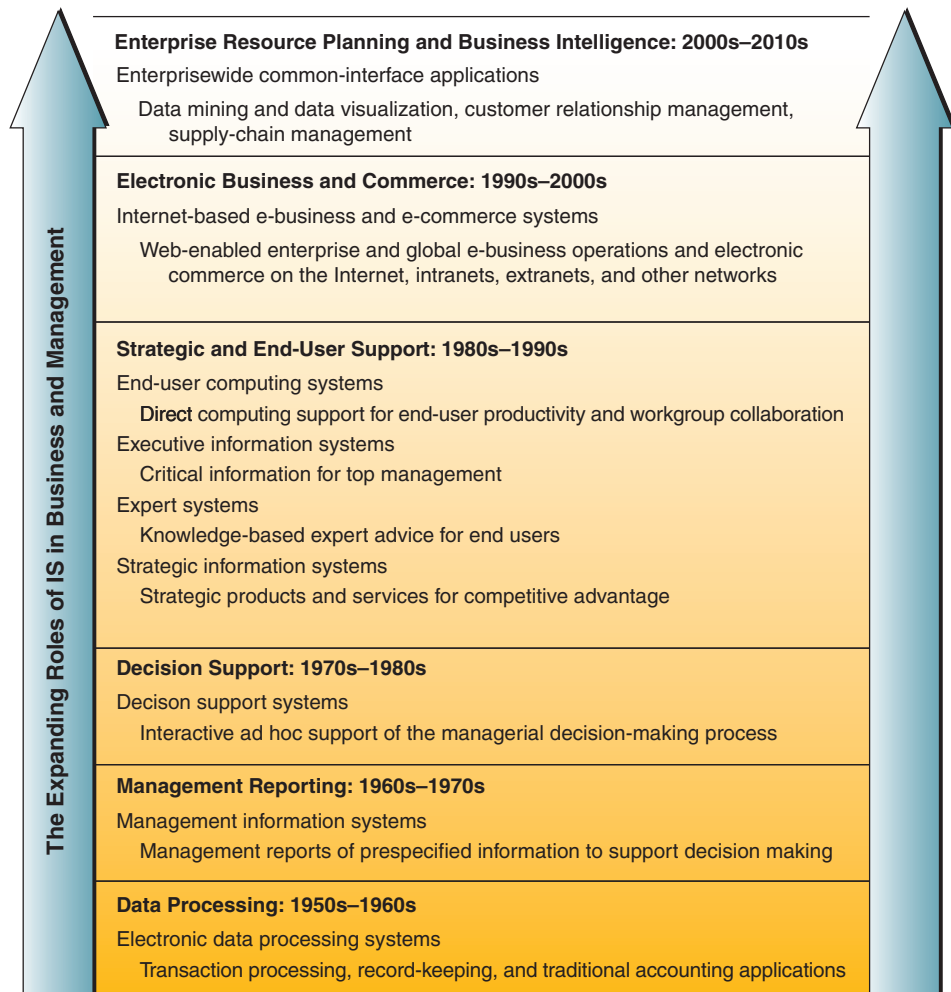 The Expanding Roles of IS in Business and Management
Enterprise Resource Planning and Business Intelligence: 2000s–2010s
Enterprisewide common-interface applications
Data mining and data visualization, customer relationship management,
supply-chain management
Electronic Business and Commerce: 1990s–2000s
Internet-based e-business and e-commerce systems
Web-enabled enterprise and global e-business operations and electronic
commerce on the Internet, intranets, extranets, and other networks
Strategic and End-User Support: 1980s–1990s
End-user computing systems
Direct computing support for end-user productivity and workgroup collaboration
Executive information systems
Critical information for top management
Expert systems
Knowledge-based expert advice for end users
Strategic information systems
Strategic products and services for competitive advantage
Decision Support: 1970s–1980s
Decison support systems
Interactive ad hoc support of the managerial decision-making process
Management Reporting: 1960s–1970s
Management information systems
Management reports of prespecified information to support decision making
Data Processing: 1950s–1960s
Electronic data processing systems
Transaction processing, record-keeping, and traditional accounting applications